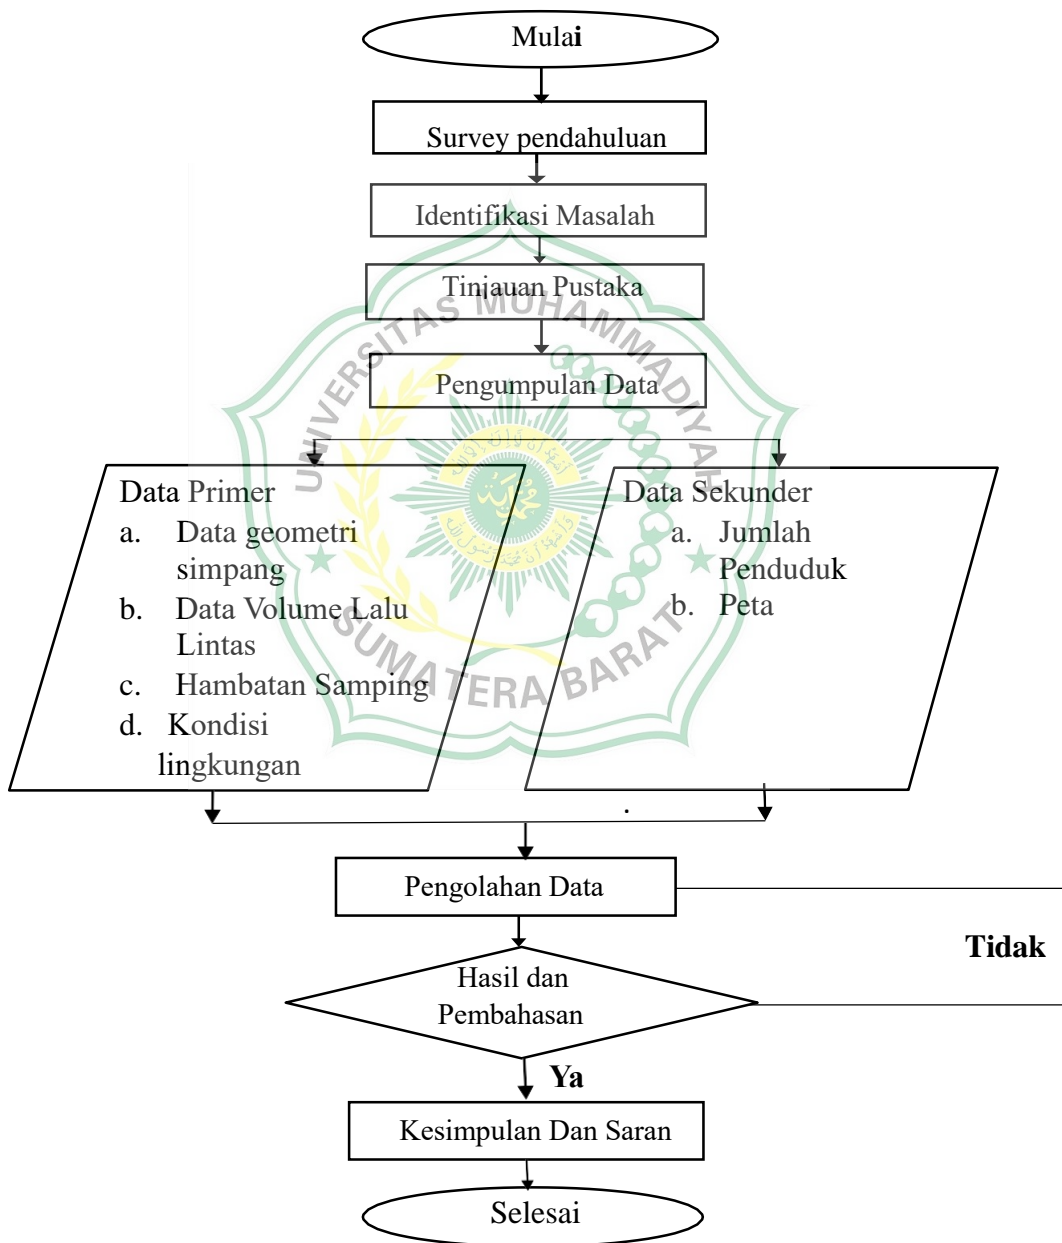 Mulai
Survey pendahuluan
Identifikasi Masalah
Tinjauan Pustaka
Pengumpulan Data
Data Primer
a. Data geometri
simpang
b. Data Volume Lalu
Lintas
c. Hambatan Samping
d. Kondisi
lingkungan
Data Sekunder
a. Jumlah
Penduduk
b. Peta
.
Pengolahan Data
Tidak
Hasil dan
Pembahasan
Ya
Kesimpulan Dan Saran
Selesai
UNIVERSITAS MUHAMMADIYAH
SUMATERA BARAT
محمد